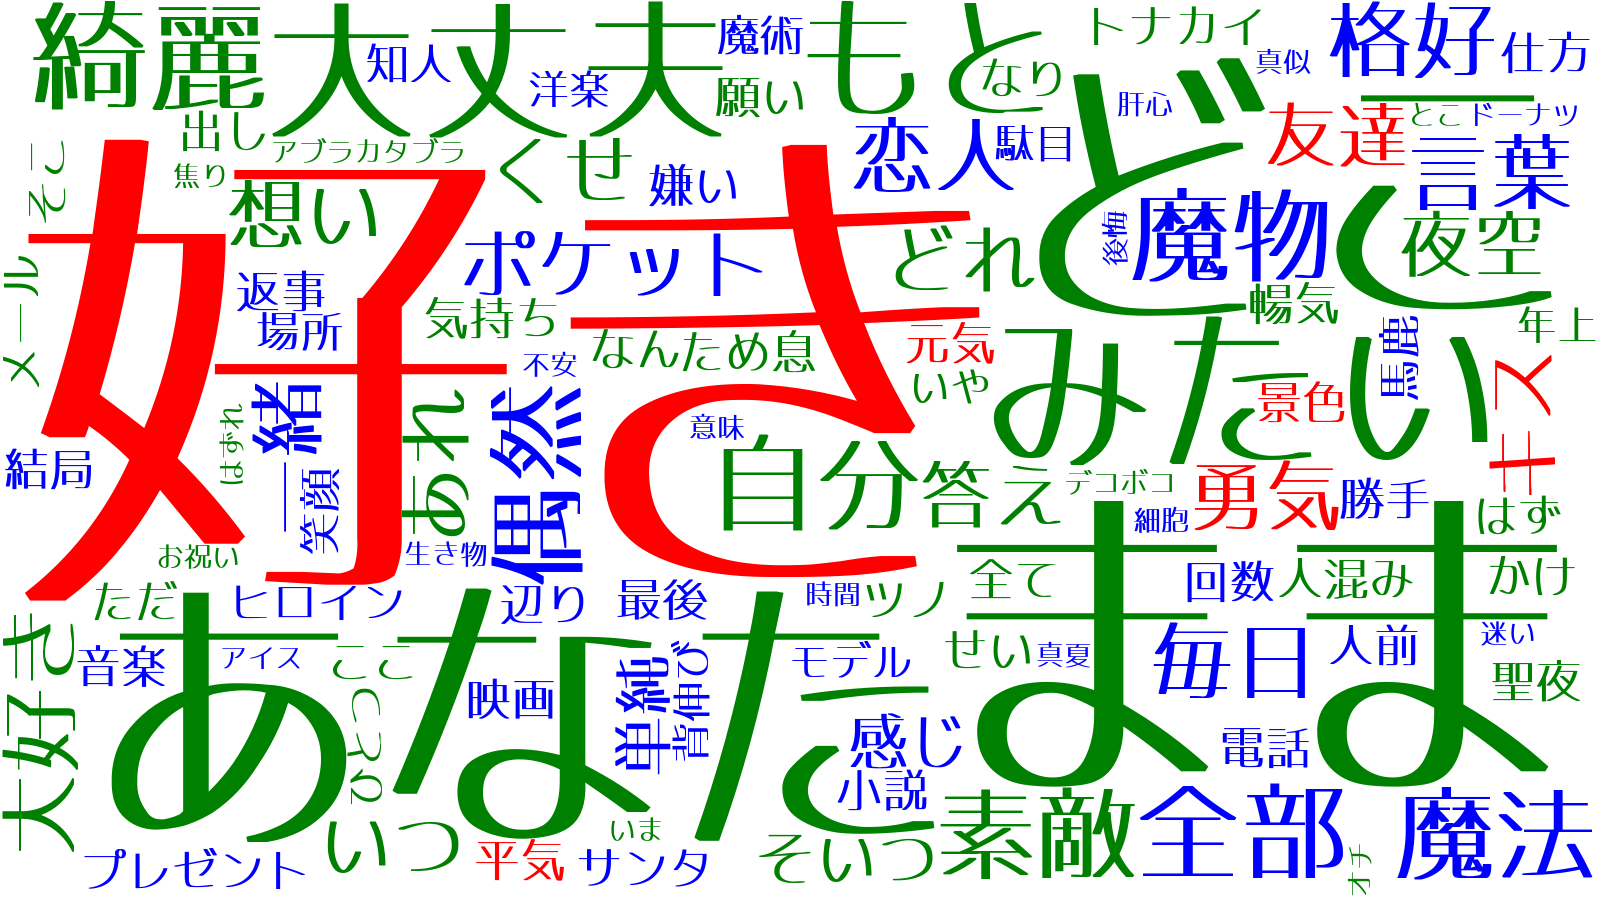 綺麗
大丈夫
もと
トナカイ
格好
仕方
知人
魔術
真似
洋楽
願い
なり
肝心
友達
とこ
ドーナツ
出し
アブラカタブラ
くせ
恋人
駄目
言葉
そこ
焦り
想い
嫌い
ほど
後悔
魔物
夜空
好き
ポケット
どれ
メール
返事
場所
気持ち
暢気
年上
なんため息
元気
みたい
馬鹿
キス
不安
いや
景色
一緒
はずれ
あれ
偶然
意味
結局
笑顔
自分
答え
デコボコ
勇気
勝手
細胞
はず
お祝い
生き物
まま
全て
回数
人混み
かけ
ただ
ヒロイン
辺り
最後
時間
ツノ
大好き
あなた
音楽
アイス
ここ
映画
単純
背伸び
モデル
せい
真夏
毎日
人前
迷い
聖夜
感じ
電話
小説
いつ
いま
平気
サンタ
そいつ
素敵
全部
魔法
プレゼント
オチ